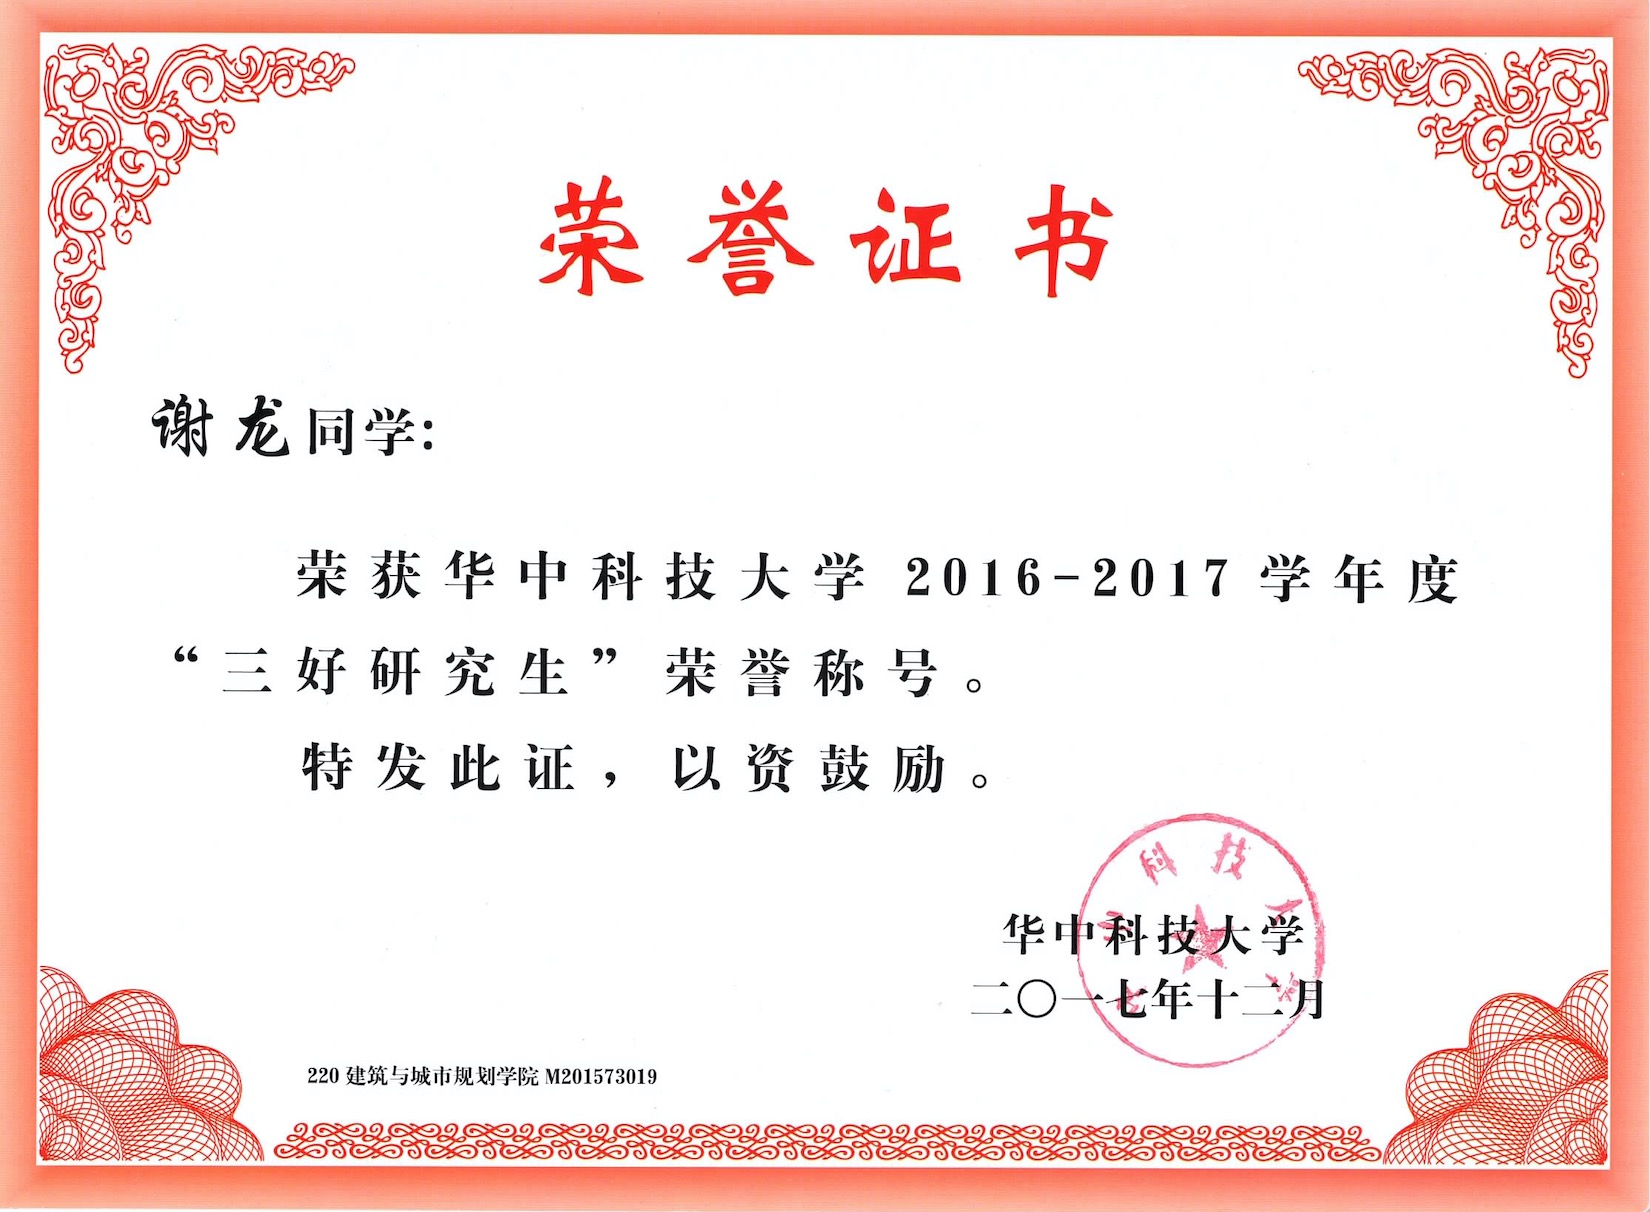 荣誉证书
谢龙同学：
荣获华中科技大学 2016-2017 学年度
“三好研究生”荣誉称号。
特发此证，以资鼓励。
科技大
华中科技大学
二〇一七年十二月
220 建筑与城市规划学院 M201573019